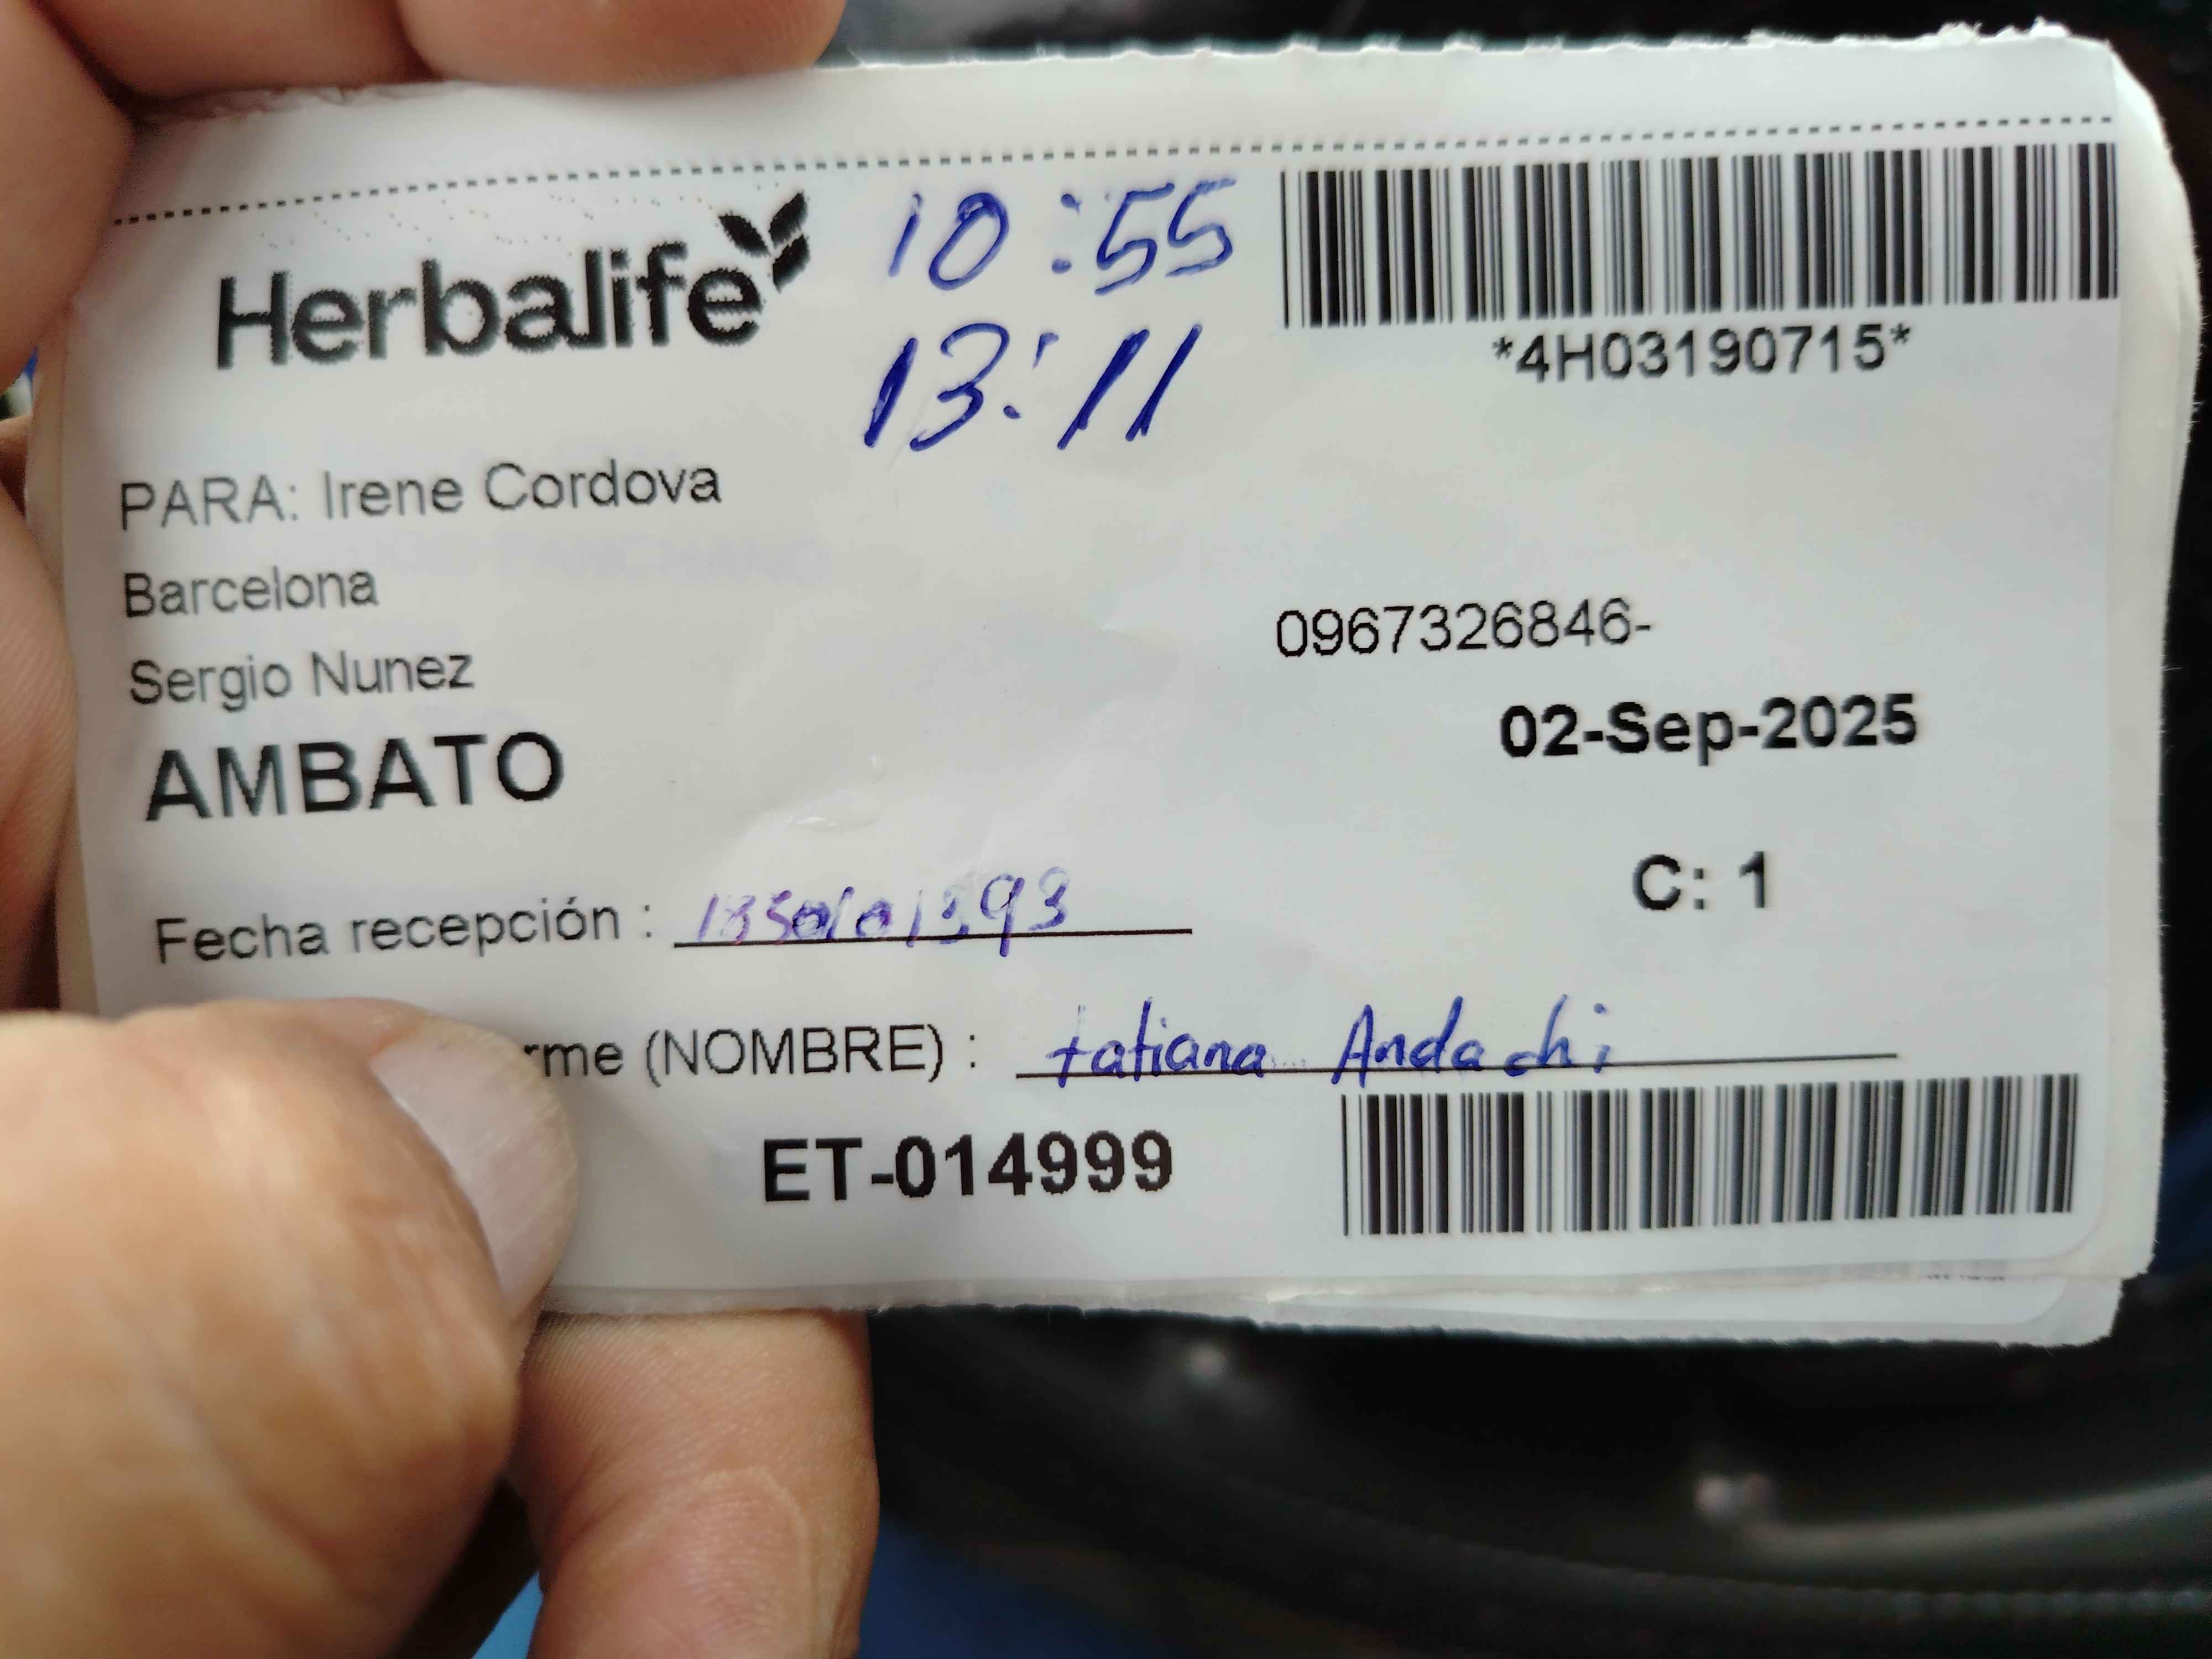 Herbalife
10:55
13:11
*4H03190715*
PARA: Irene Cordova
Barcelona
0967326846-
Sergio Nunez
02-Sep-2025
AMBATO
C: 1
Fecha recepción :
rme (NOMBRE) : tatiana Andachi
ET-014999